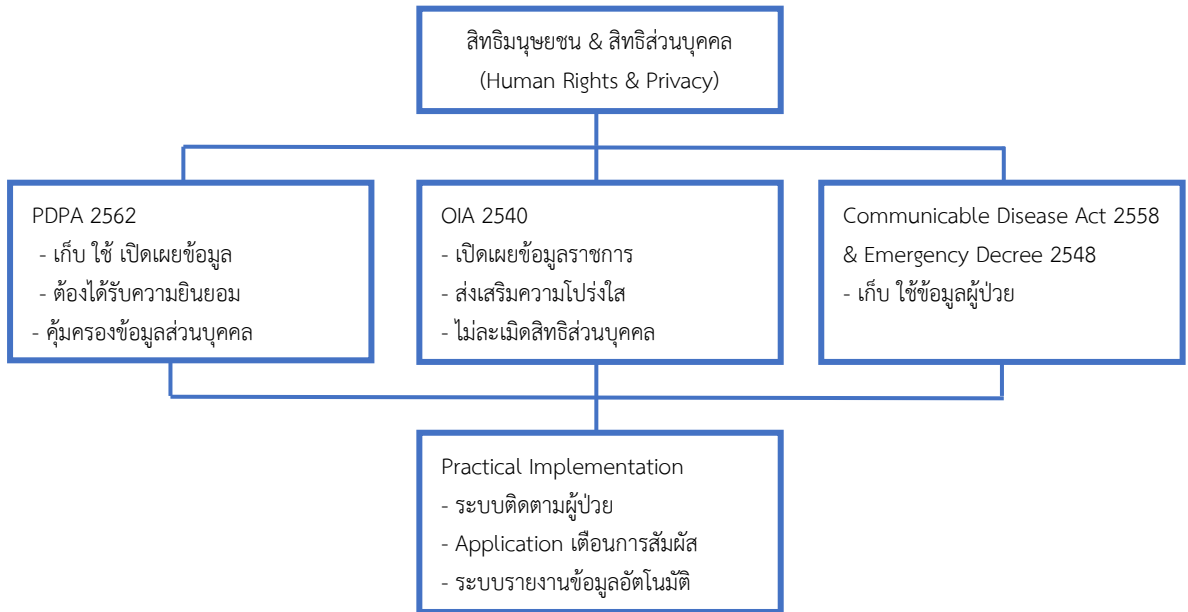 สิทธิมนุษยชน & สิทธิส่วนบุคคล
(Human Rights & Privacy)
PDPA 2562
- เก็บ ใช้ เปิดเผยข้อมูล
- ต้องได้รับความยินยอม
- คุ้มครองข้อมูลส่วนบุคคล
OIA 2540
- เปิดเผยข้อมูลราชการ
- ส่งเสริมความโปร่งใส
- ไม่ละเมิดสิทธิส่วนบุคคล
Communicable Disease Act 2558
& Emergency Decree 2548
- เก็บ ใช้ข้อมูลผู้ป่วย
Practical Implementation
- ระบบติดตามผู้ป่วย
- Application เตือนการสัมผัส
- ระบบรายงานข้อมูลอัตโนมัติ